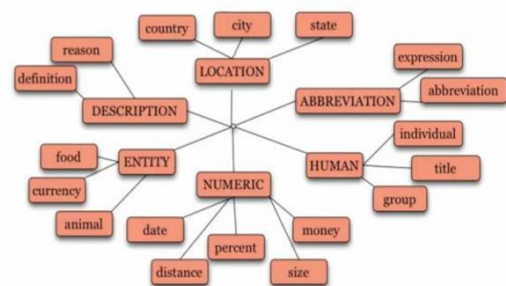 country
city
state
LOCATION
reason
definition
DESCRIPTION
expression
abbreviation
ABBREVIATION
food
currency
animal
ENTITY
individual
title
group
HUMAN
NUMERIC
date
distance
percent
size
money